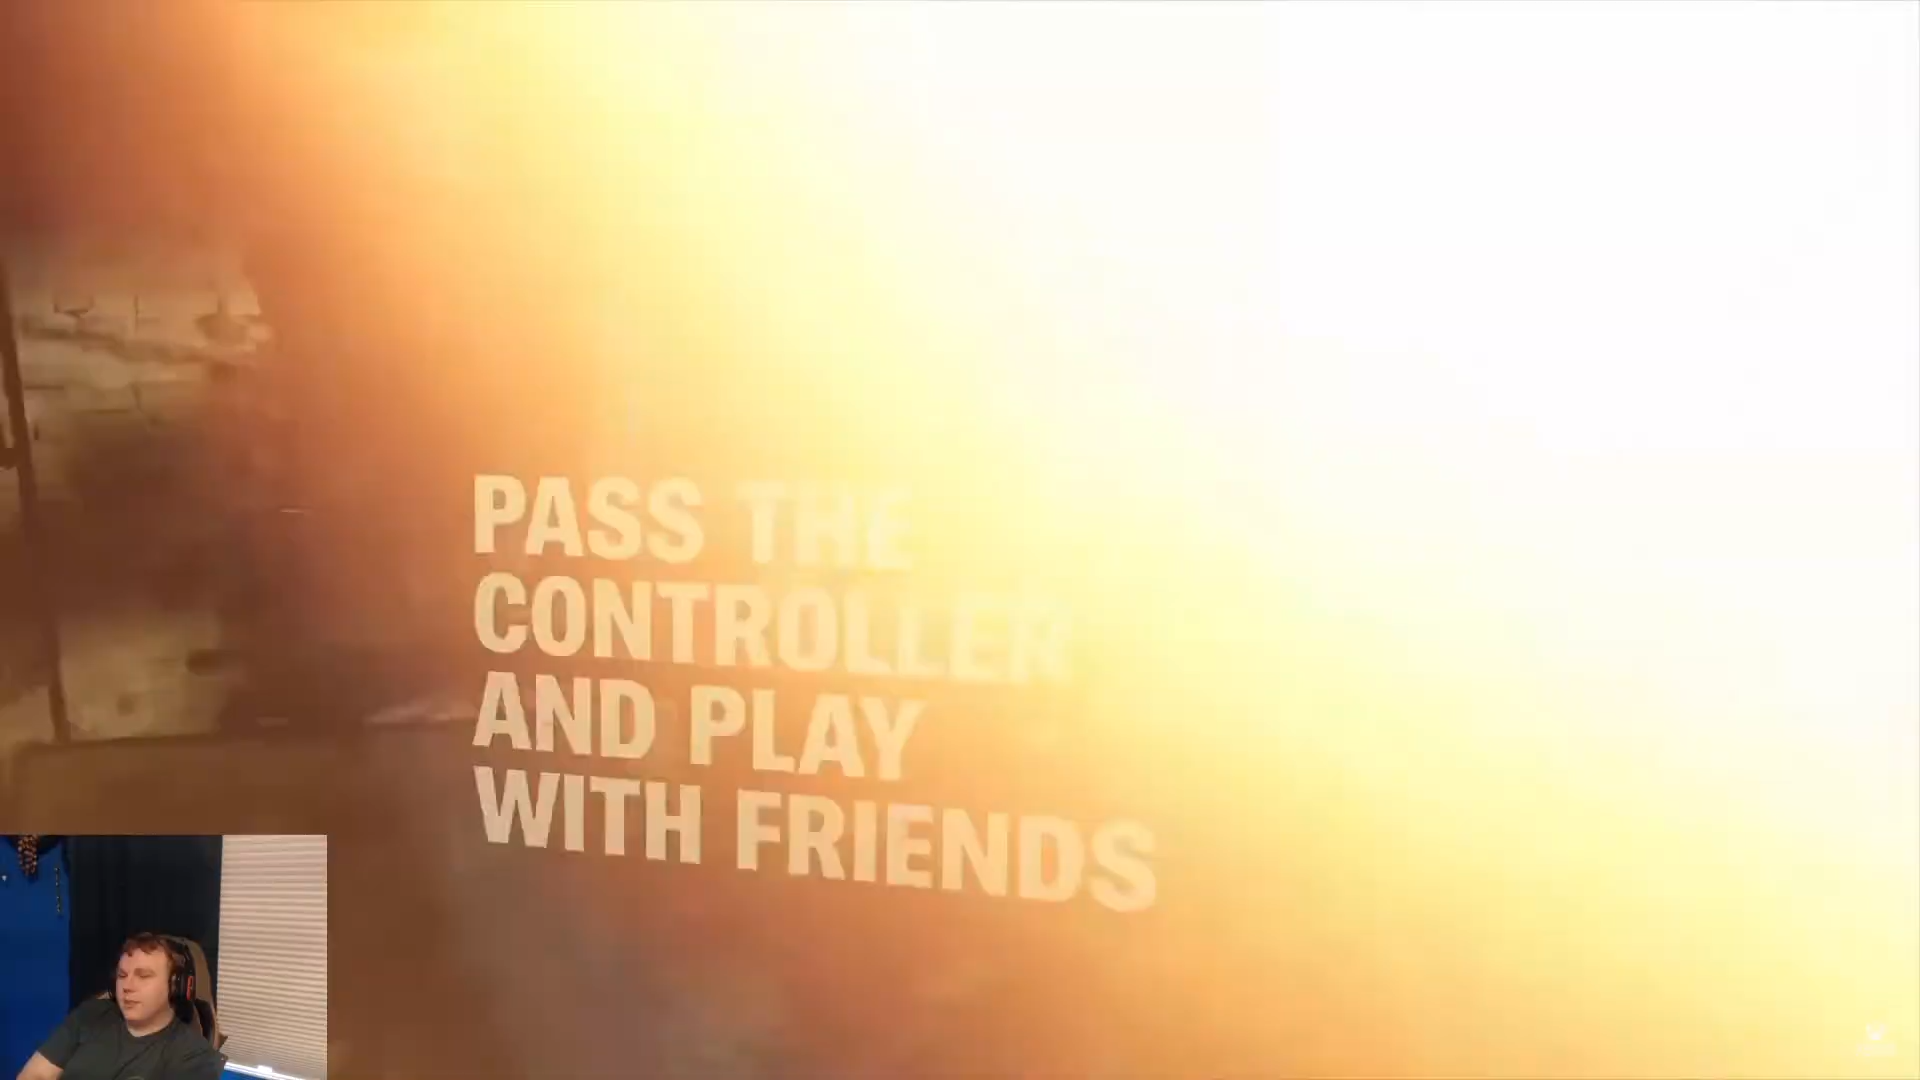 PASS THE
CONTROLLER
AND PLAY
WITH FRIENDS